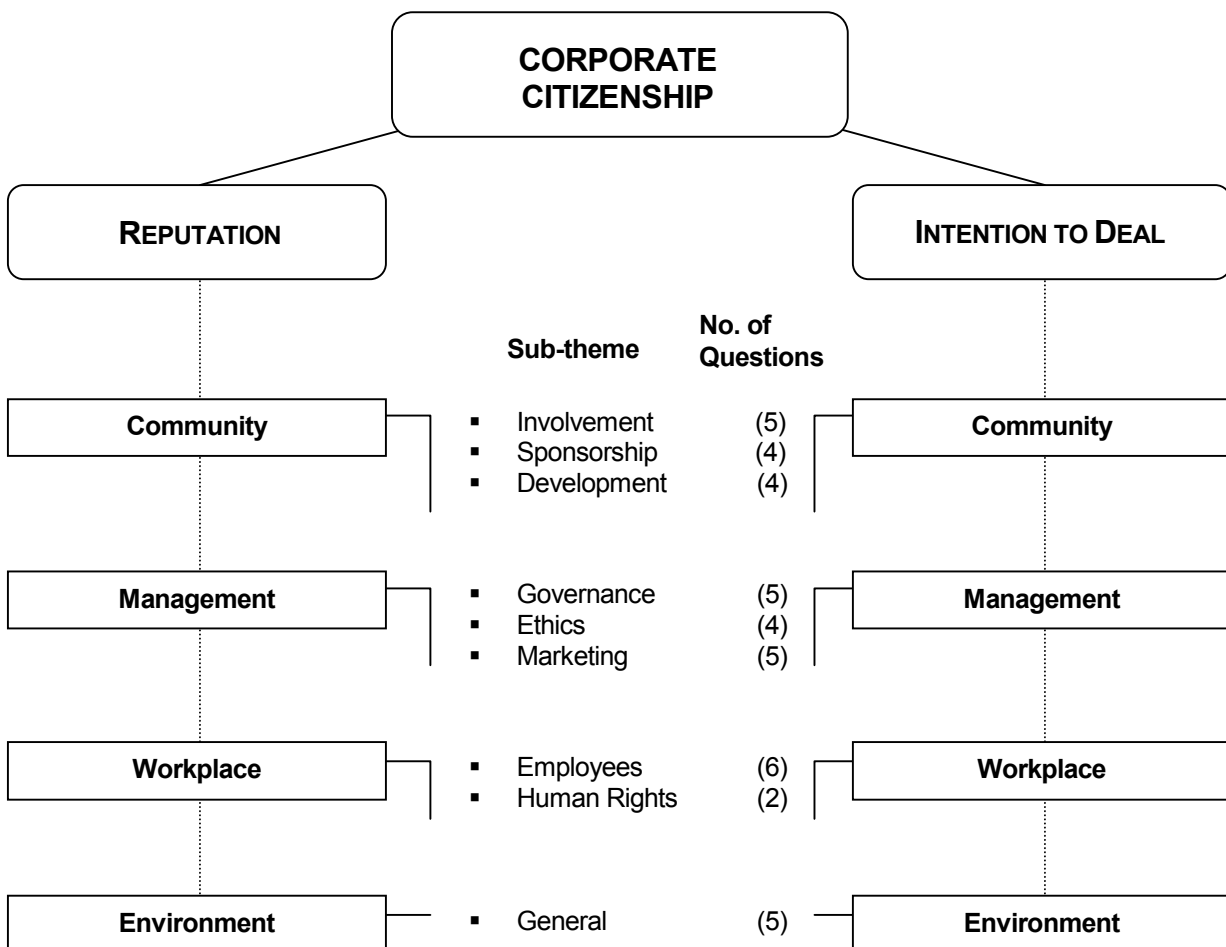 CORPORATE
CITIZENSHIP
REPUTATION
INTENTION TO DEAL
Sub-theme
No. of
Questions
Community
▪ Involvement (5)
▪ Sponsorship (4)
▪ Development (4)
Community
Management
▪ Governance (5)
▪ Ethics (4)
▪ Marketing (5)
Management
Workplace
▪ Employees (6)
▪ Human Rights (2)
Workplace
Environment
▪ General (5)
Environment